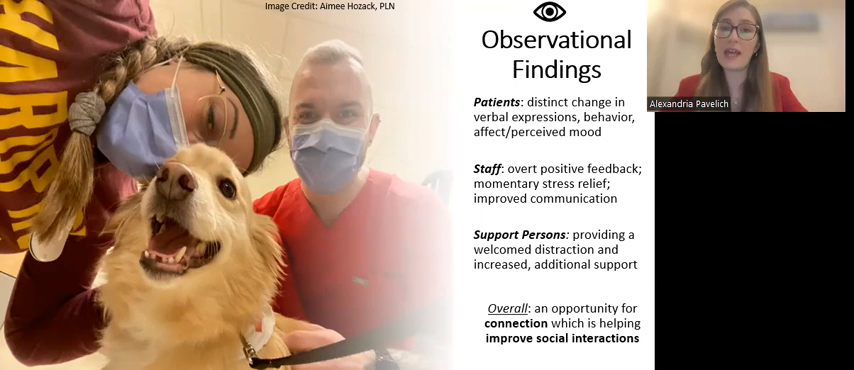 Image Credit: Aimee Hozack, PLN
Observational
Findings
Patients: distinct change in
verbal expressions, behavior,
affect/perceived mood
Staff: overt positive feedback;
momentary stress relief;
improved communication
Support Persons: providing a
welcomed distraction and
increased, additional support
Overall: an opportunity for
connection which is helping
improve social interactions
Alexandria Pavelich